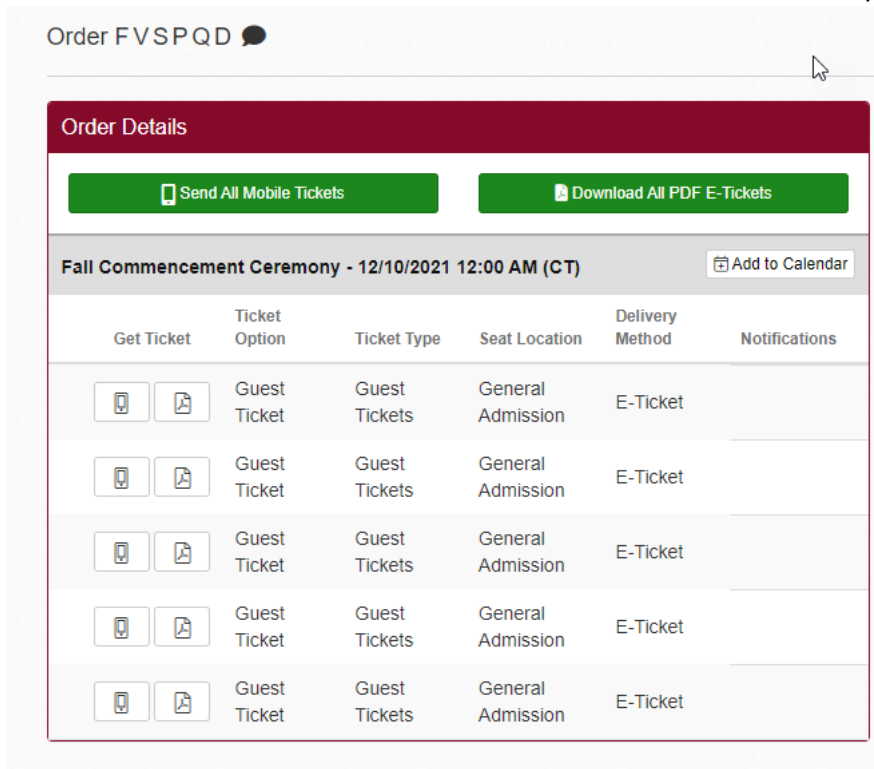 Order F V S P Q D
Order Details
Send All Mobile Tickets
Download All PDF E-Tickets
Fall Commencement Ceremony - 12/10/2021 12:00 AM (CT)
Add to Calendar
Get Ticket
Ticket
Option
Ticket Type
Seat Location
Delivery
Method
Notifications
Guest
Ticket
Guest
Tickets
General
Admission
E-Ticket
Guest
Ticket
Guest
Tickets
General
Admission
E-Ticket
Guest
Ticket
Guest
Tickets
General
Admission
E-Ticket
Guest
Ticket
Guest
Tickets
General
Admission
E-Ticket
Guest
Ticket
Guest
Tickets
General
Admission
E-Ticket